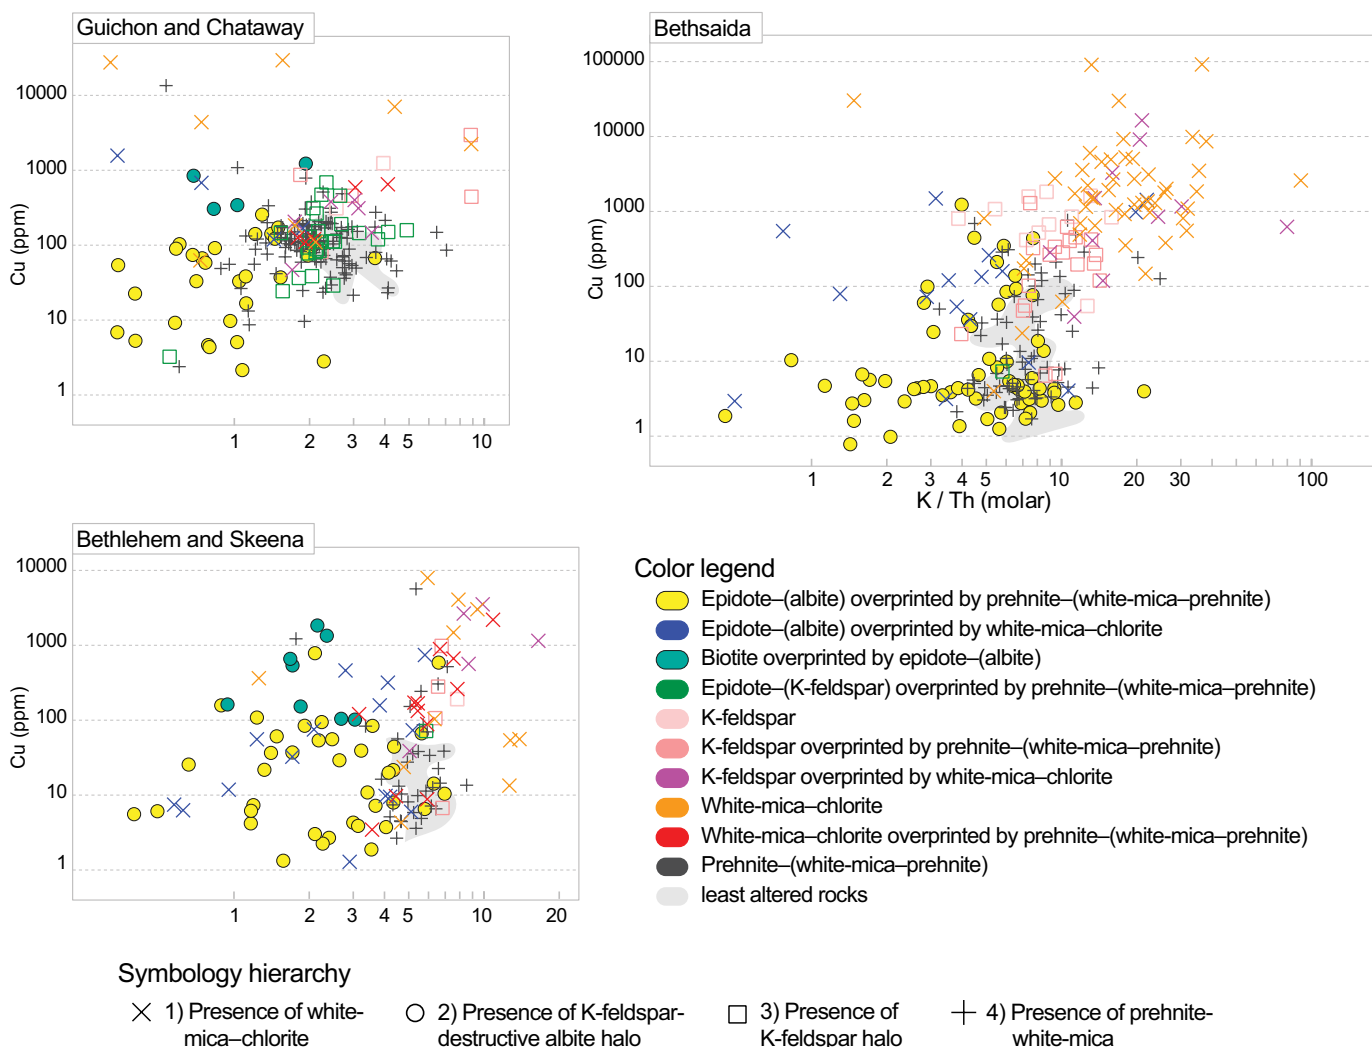 Guichon and Chataway
Cu (ppm)
10000
1000
100
10
1
1 2 3 4 5 10
Bethsaida
Cu (ppm)
100000
10000
1000
100
10
1
1 2 3 4 5 10 20 30 100
K / Th (molar)
Bethlehem and Skeena
Cu (ppm)
10000
1000
100
10
1
1 2 3 4 5 10 20
Color legend
Epidote–(albite) overprinted by prehnite–(white-mica–prehnite)
Epidote–(albite) overprinted by white-mica–chlorite
Biotite overprinted by epidote–(albite)
Epidote–(K-feldspar) overprinted by prehnite–(white-mica–prehnite)
K-feldspar
K-feldspar overprinted by prehnite–(white-mica–prehnite)
K-feldspar overprinted by white-mica–chlorite
White-mica–chlorite
White-mica–chlorite overprinted by prehnite–(white-mica–prehnite)
Prehnite–(white-mica–prehnite)
least altered rocks
Symbology hierarchy
1) Presence of white-
mica–chlorite
2) Presence of K-feldspar-
destructive albite halo
3) Presence of
K-feldspar halo
4) Presence of prehnite-
white-mica